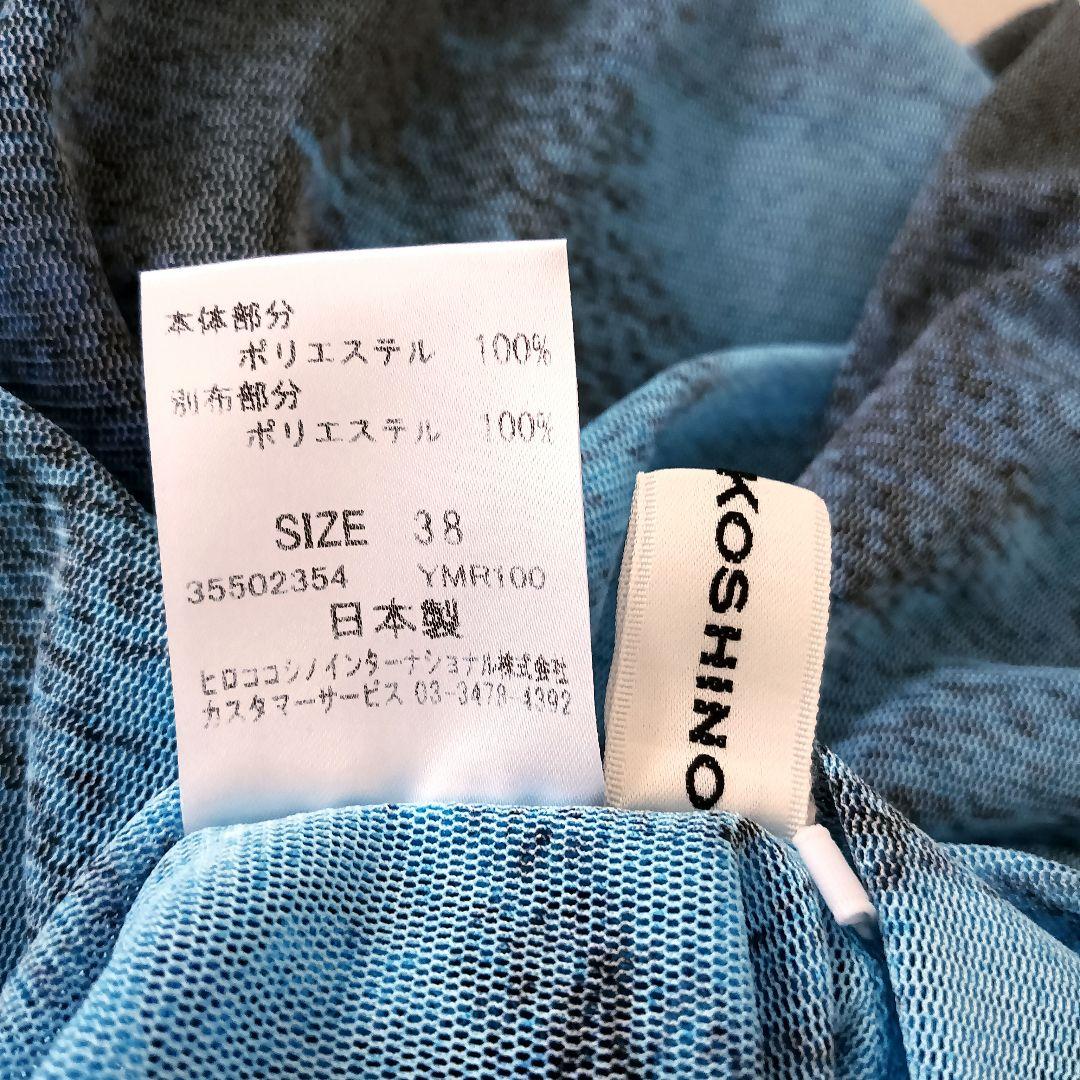 本体部分
ポリエステル 100%
別布部分
ポリエステル 100%
SIZE 38
35502354 YMR100
日本製
ヒロココシノインターナショナル株式会社
カスタマーサービス 03-3478-4392
KOSHINO